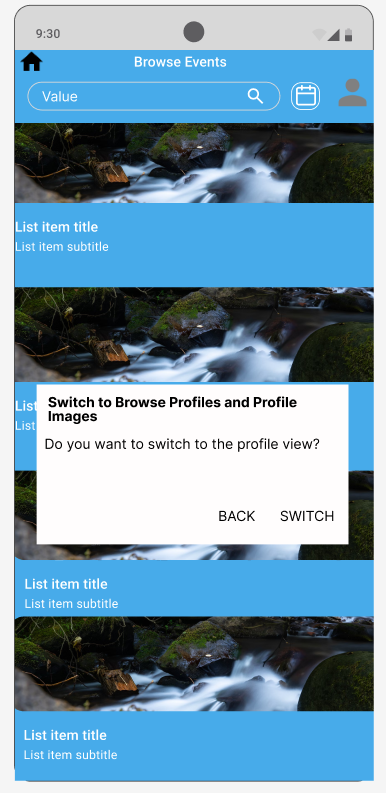 9:30
Browse Events
Value
List item title
List item subtitle
List
List
Switch to Browse Profiles and Profile
Images
Do you want to switch to the profile view?
BACK SWITCH
List item title
List item subtitle
List item title
List item subtitle